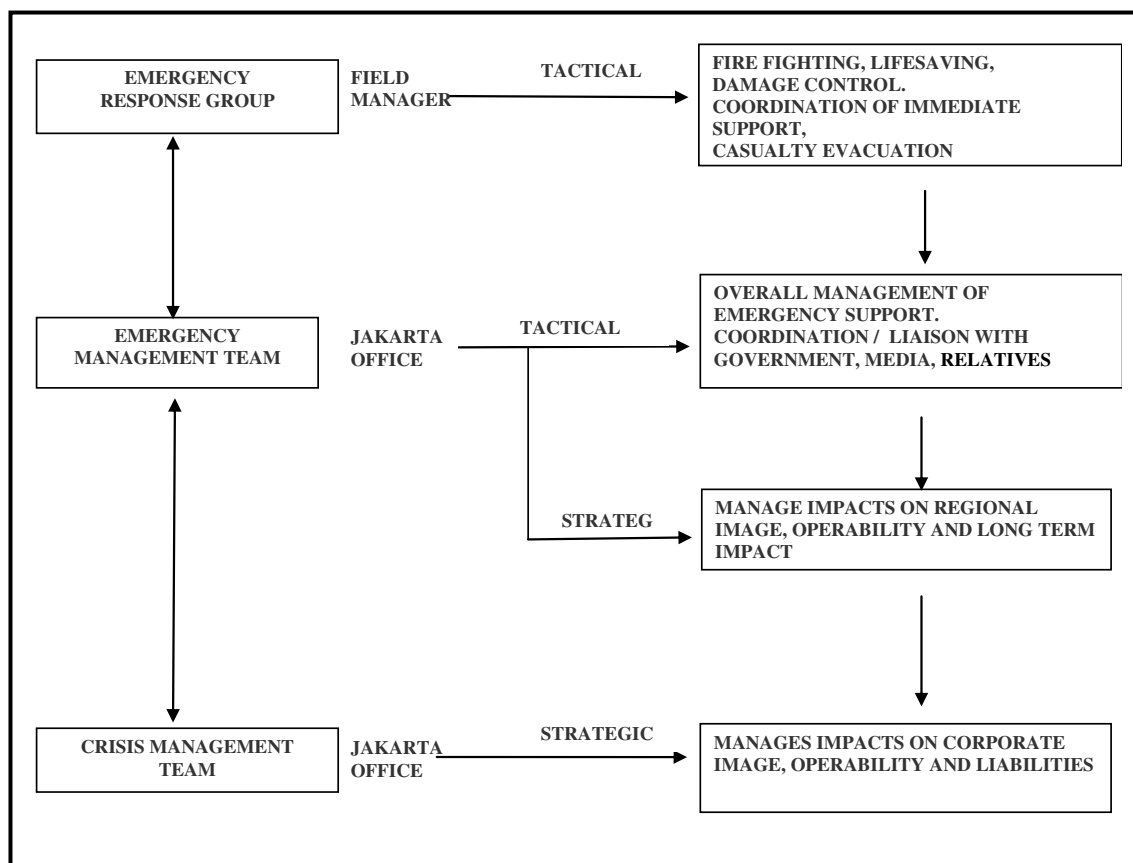 EMERGENCY
RESPONSE GROUP
FIELD
MANAGER
TACTICAL
FIRE FIGHTING, LIFESAVING,
DAMAGE CONTROL.
COORDINATION OF IMMEDIATE
SUPPORT,
CASUALTY EVACUATION
EMERGENCY
MANAGEMENT TEAM
JAKARTA
OFFICE
TACTICAL
OVERALL MANAGEMENT OF
EMERGENCY SUPPORT.
COORDINATION / LIAISON WITH
GOVERNMENT, MEDIA, RELATIVES
STRATEG
MANAGE IMPACTS ON REGIONAL
IMAGE, OPERABILITY AND LONG TERM
IMPACT
CRISIS MANAGEMENT
TEAM
JAKARTA
OFFICE
STRATEGIC
MANAGES IMPACTS ON CORPORATE
IMAGE, OPERABILITY AND LIABILITIES